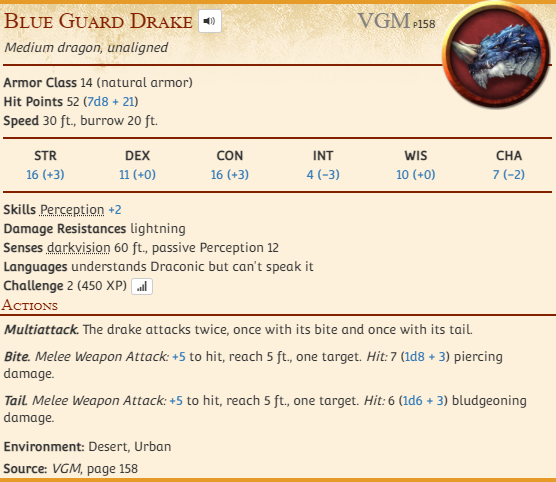 Blue Guard Drake VGM P158
Medium dragon, unaligned
Armor Class 14 (natural armor)
Hit Points 52 (7d8 + 21)
Speed 30 ft., burrow 20 ft.
STR DEX CON INT WIS CHA
16 (+3) 11 (+0) 16 (+3) 4 (−3) 10 (+0) 7 (−2)
Skills Perception +2
Damage Resistances lightning
Senses darkvision 60 ft., passive Perception 12
Languages understands Draconic but can't speak it
Challenge 2 (450 XP)
Actions
Multiattack. The drake attacks twice, once with its bite and once with its tail.
Bite. Melee Weapon Attack: +5 to hit, reach 5 ft., one target. Hit: 7 (1d8 + 3) piercing
damage.
Tail. Melee Weapon Attack: +5 to hit, reach 5 ft., one target. Hit: 6 (1d6 + 3) bludgeoning
damage.
Environment: Desert, Urban
Source: VGM, page 158